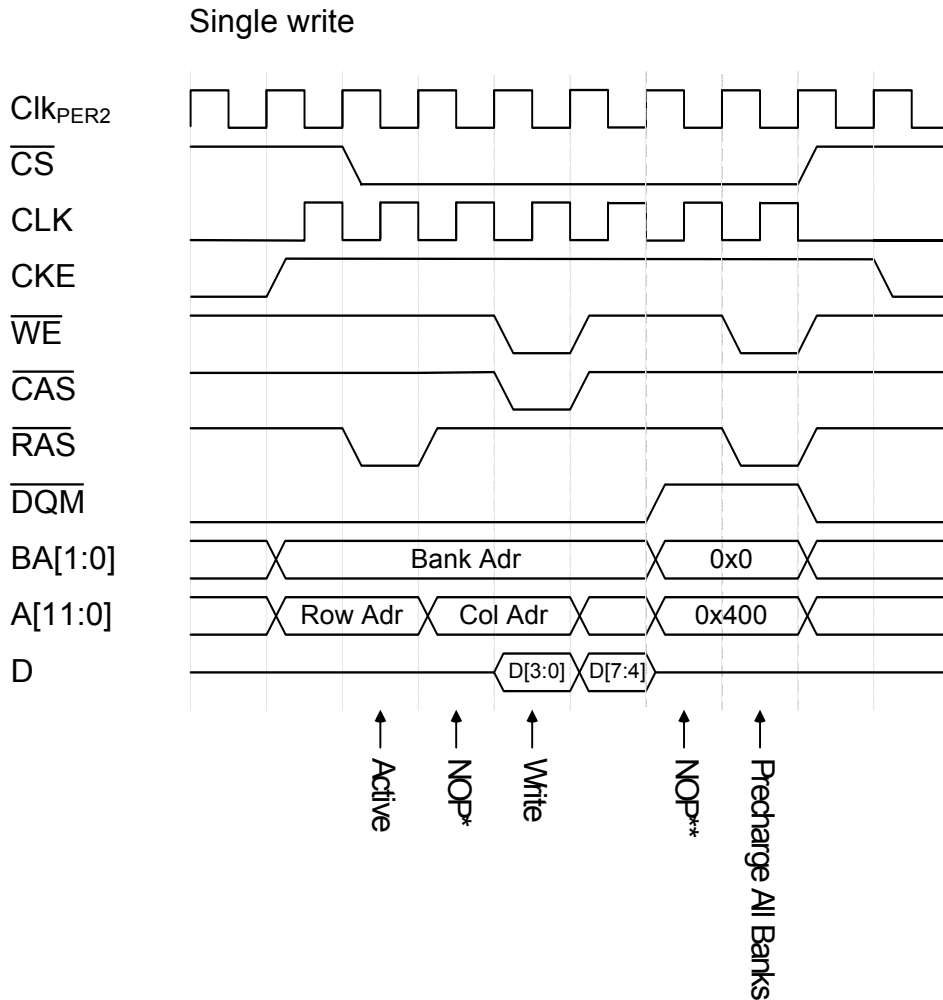 Single write
Clk_PER2
CS
CLK
CKE
WE
CAS
RAS
DQM
BA[1:0] Bank Adr 0x0
A[11:0] Row Adr Col Adr 0x400
D D[3:0] D[7:4]
Active
NOP*
Write
NOP**
Precharge All Banks